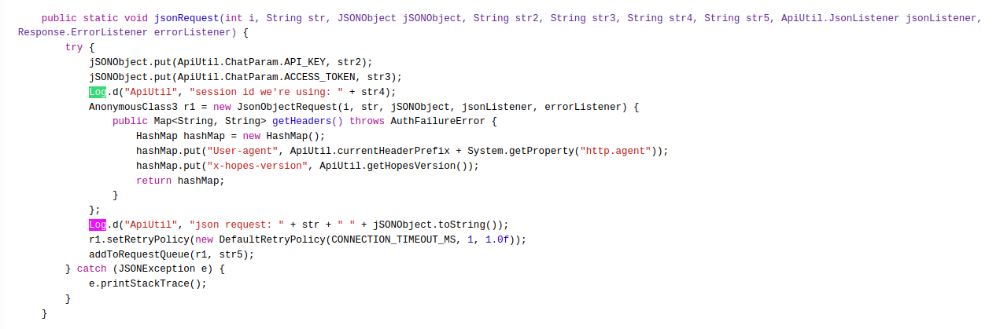 public static void jsonRequest(int i, String str, JSONObject jSONObject, String str2, String str3, String str4, String str5, ApiUtil.JsonListener jsonListener,
Response.ErrorListener errorListener) {
try {
jSONObject.put(ApiUtil.ChatParam.API_KEY, str2);
jSONObject.put(ApiUtil.ChatParam.ACCESS_TOKEN, str3);
Log.d("ApiUtil", "session id we're using: " + str4);
AnonymousClass3 r1 = new JsonObjectRequest(i, str, jSONObject, jsonListener, errorListener) {
public Map<String, String> getHeaders() throws AuthFailureError {
HashMap hashMap = new HashMap();
hashMap.put("User-agent", ApiUtil.currentHeaderPrefix + System.getProperty("http.agent"));
hashMap.put("x-hopes-version", ApiUtil.getHopesVersion());
return hashMap;
}
};
Log.d("ApiUtil", "json request: " + str + " " + jSONObject.toString());
r1.setRetryPolicy(new DefaultRetryPolicy(CONNECTION_TIMEOUT_MS, 1, 1.0f));
addToRequestQueue(r1, str5);
} catch (JSONException e) {
e.printStackTrace();
}
}